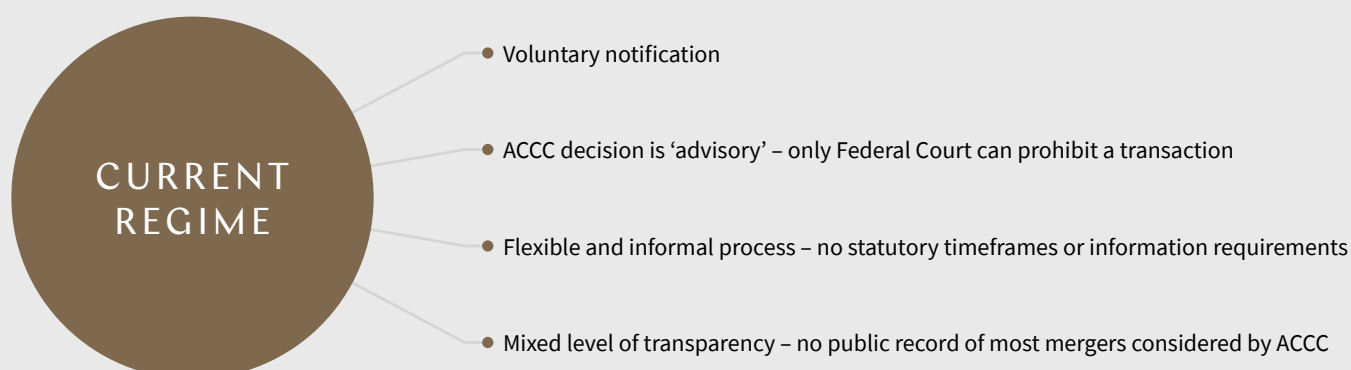 CURRENT
REGIME
Voluntary notification
ACCC decision is ‘advisory’ – only Federal Court can prohibit a transaction
Flexible and informal process – no statutory timeframes or information requirements
Mixed level of transparency – no public record of most mergers considered by ACCC